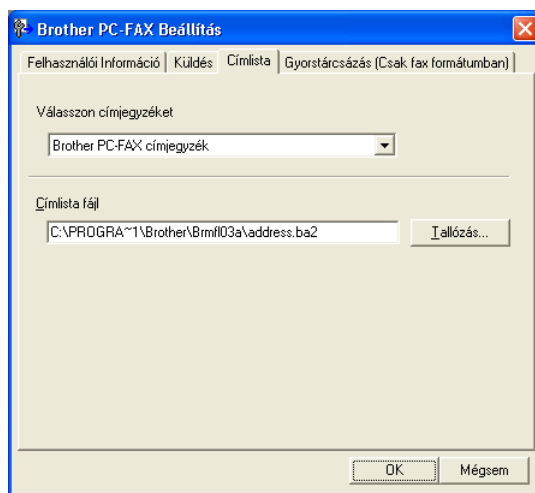 Brother PC-FAX Beállítás
Felhasználói Információ Küldés Címlista Gyorstárcsázás (Csak fax formátumban)
Válasszon címjegyzéket
Brother PC-FAX címjegyzék
Címlista fájl
C:\PROGRA~1\Brother\Brmfl03a\address.ba2 Tallózás...
OK Mégsem